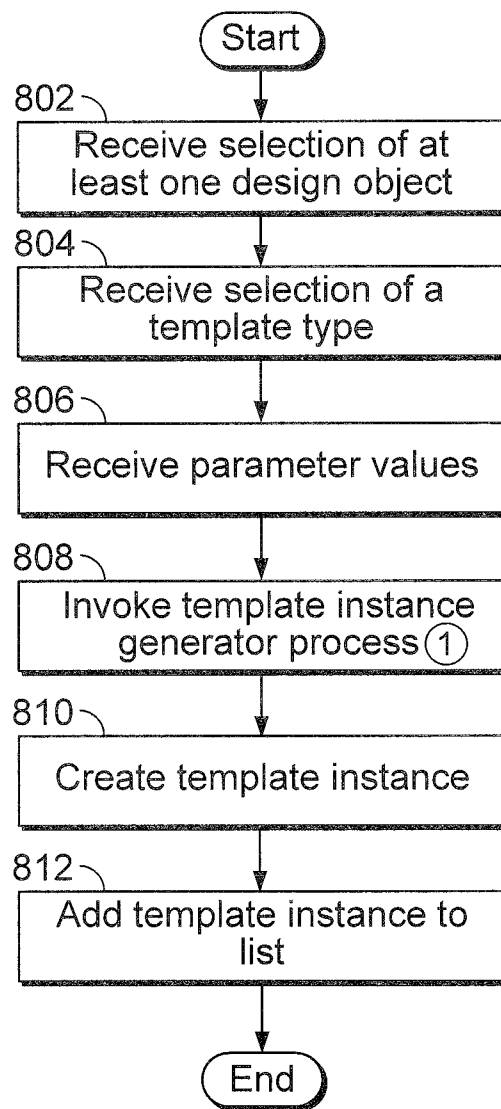 Start
802
Receive selection of at
least one design object
804
Receive selection of a
template type
806
Receive parameter values
808
Invoke template instance
generator process 1
810
Create template instance
812
Add template instance to
list
End